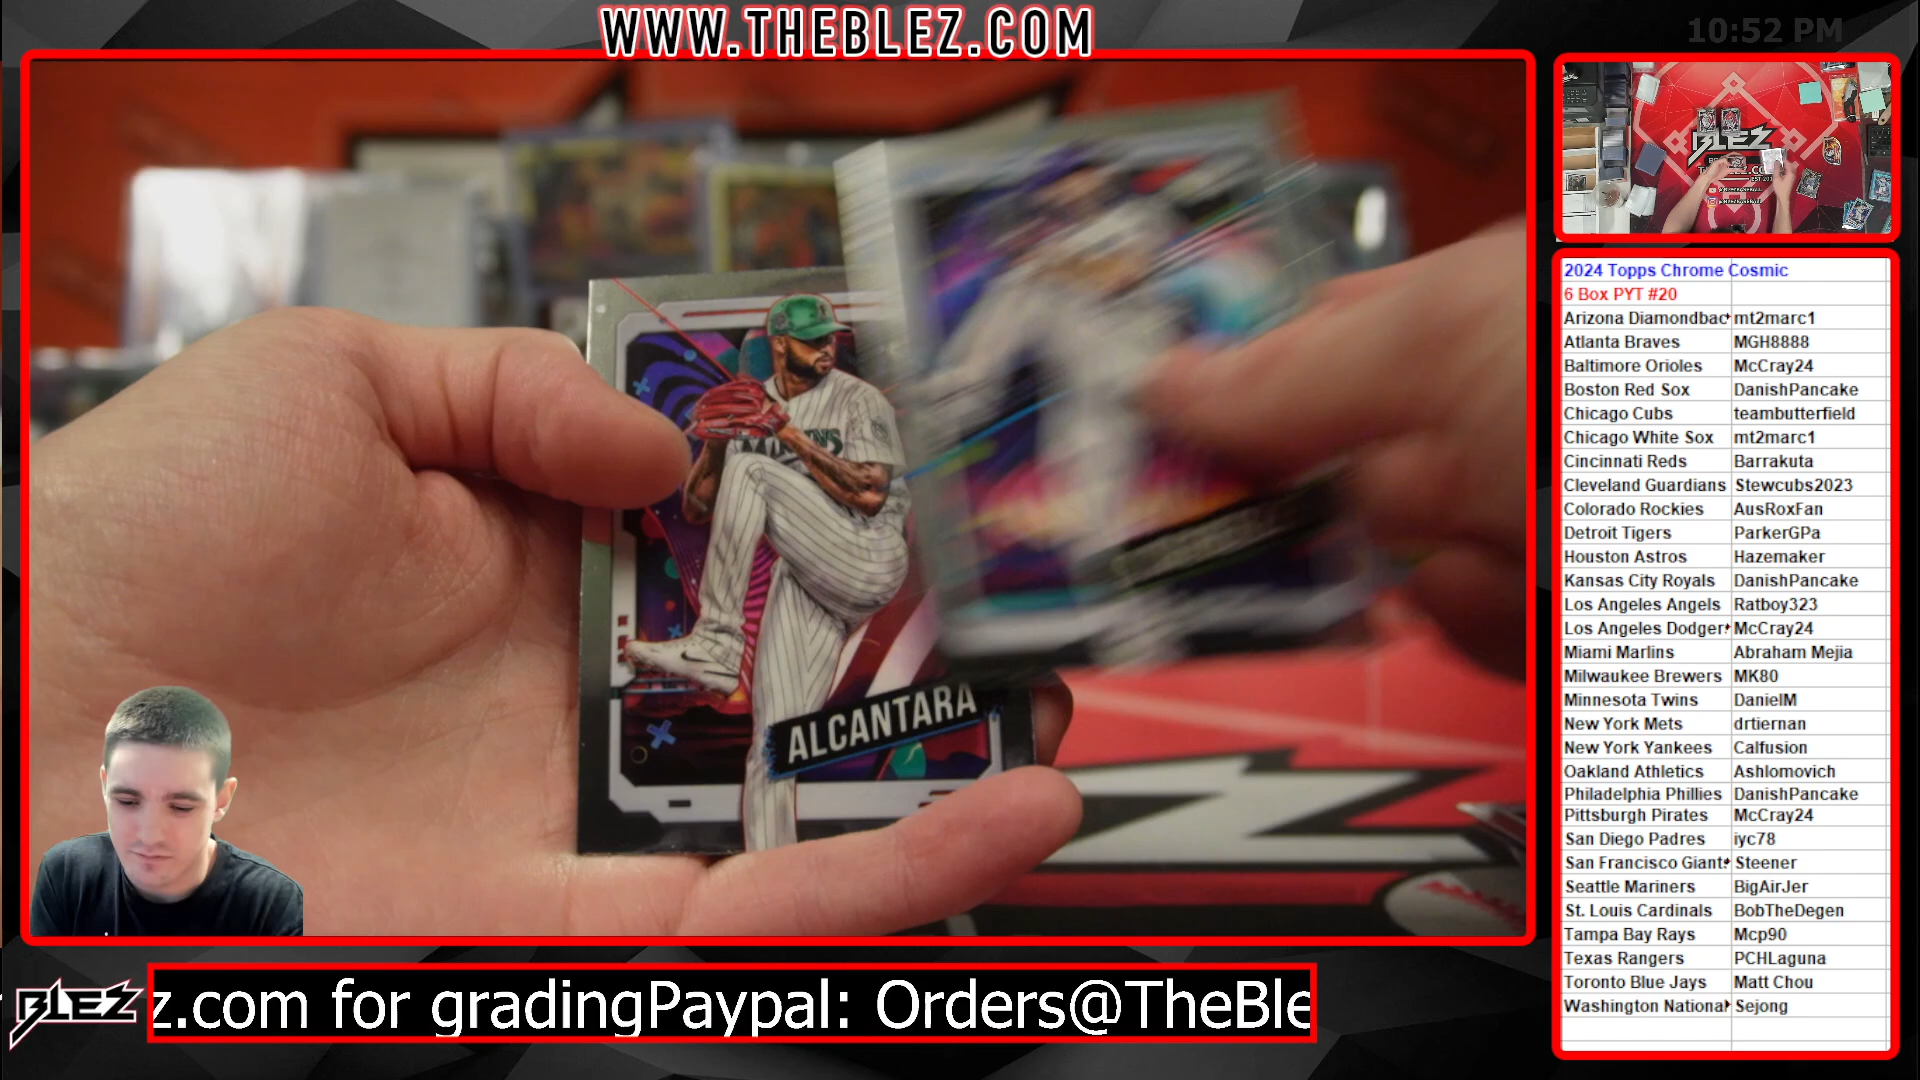 WWW.THEBLEZ.COM
10:52 PM
BLEZ
ALCANTARA
BLEZ
z.com for gradingPaypal: Orders@TheBle
2024 Topps Chrome Cosmic
6 Box PYT #20
Arizona Diamondbac mt2marc1
Atlanta Braves MGH8888
Baltimore Orioles McCray24
Boston Red Sox DanishPancake
Chicago Cubs teambutterfield
Chicago White Sox mt2marc1
Cincinnati Reds Barrakuta
Cleveland Guardians Stewcubs2023
Colorado Rockies AusRoxFan
Detroit Tigers ParkerGPa
Houston Astros Hazemaker
Kansas City Royals DanishPancake
Los Angeles Angels Ratboy323
Los Angeles Dodger McCray24
Miami Marlins Abraham Mejia
Milwaukee Brewers MK80
Minnesota Twins DanielM
New York Mets drtiernan
New York Yankees Calfusion
Oakland Athletics Ashlomovich
Philadelphia Phillies DanishPancake
Pittsburgh Pirates McCray24
San Diego Padres iyc78
San Francisco Giant Steener
Seattle Mariners BigAirJer
St. Louis Cardinals BobTheDegen
Tampa Bay Rays Mcp90
Texas Rangers PCHLaguna
Toronto Blue Jays Matt Chou
Washington National Sejong